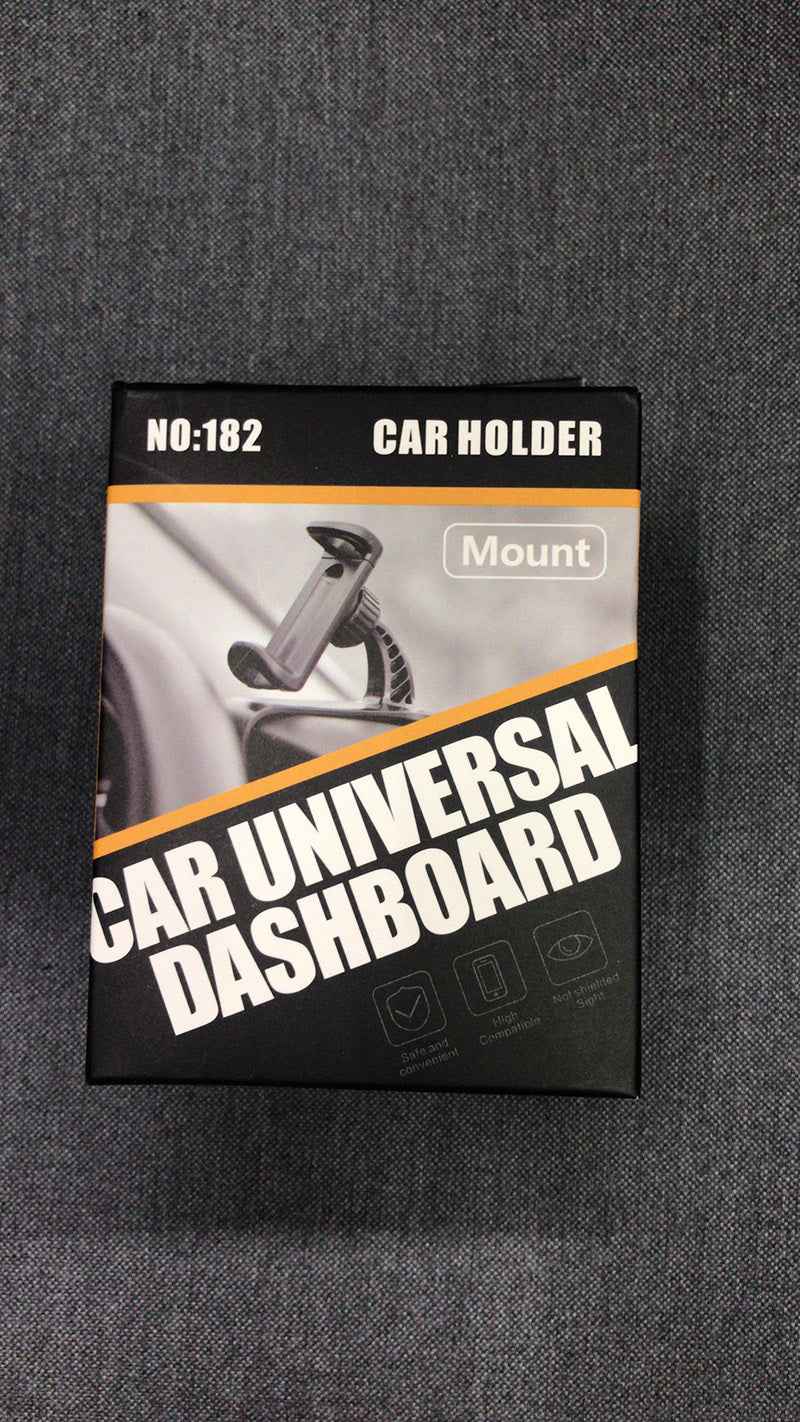 NO:182 CAR HOLDER
Mount
CAR UNIVERSAL
DASHBOARD
Safe and
convenient
High
Compatible
Not shielded
Sight